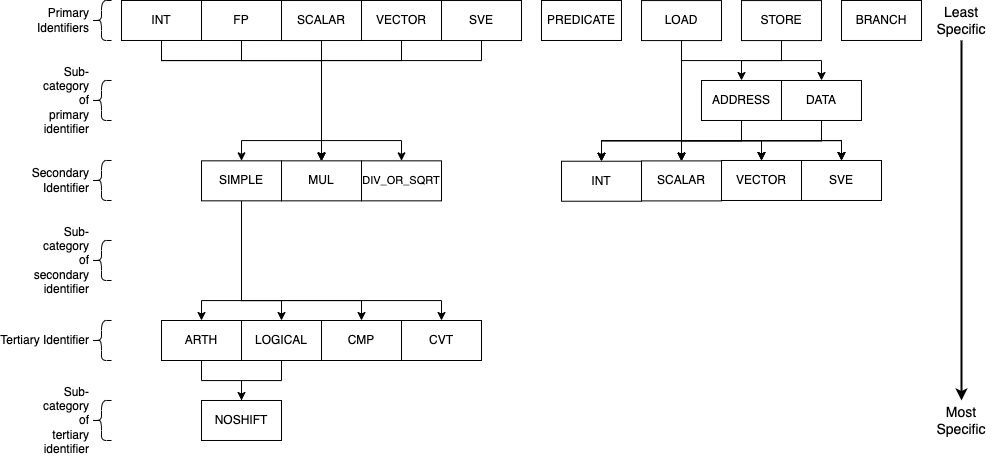 Primary
Identifiers
INT
FP
SCALAR
VECTOR
SVE
PREDICATE
LOAD
STORE
BRANCH
Least
Specific
Sub-
category
of
primary
identifier
ADDRESS
DATA
Secondary
Identifier
SIMPLE
MUL
DIV_OR_SQRT
INT
SCALAR
VECTOR
SVE
Sub-
category
of
secondary
identifier
Tertiary Identifier
ARTH
LOGICAL
CMP
CVT
Sub-
category
of
tertiary
identifier
NOSHIFT
Most
Specific